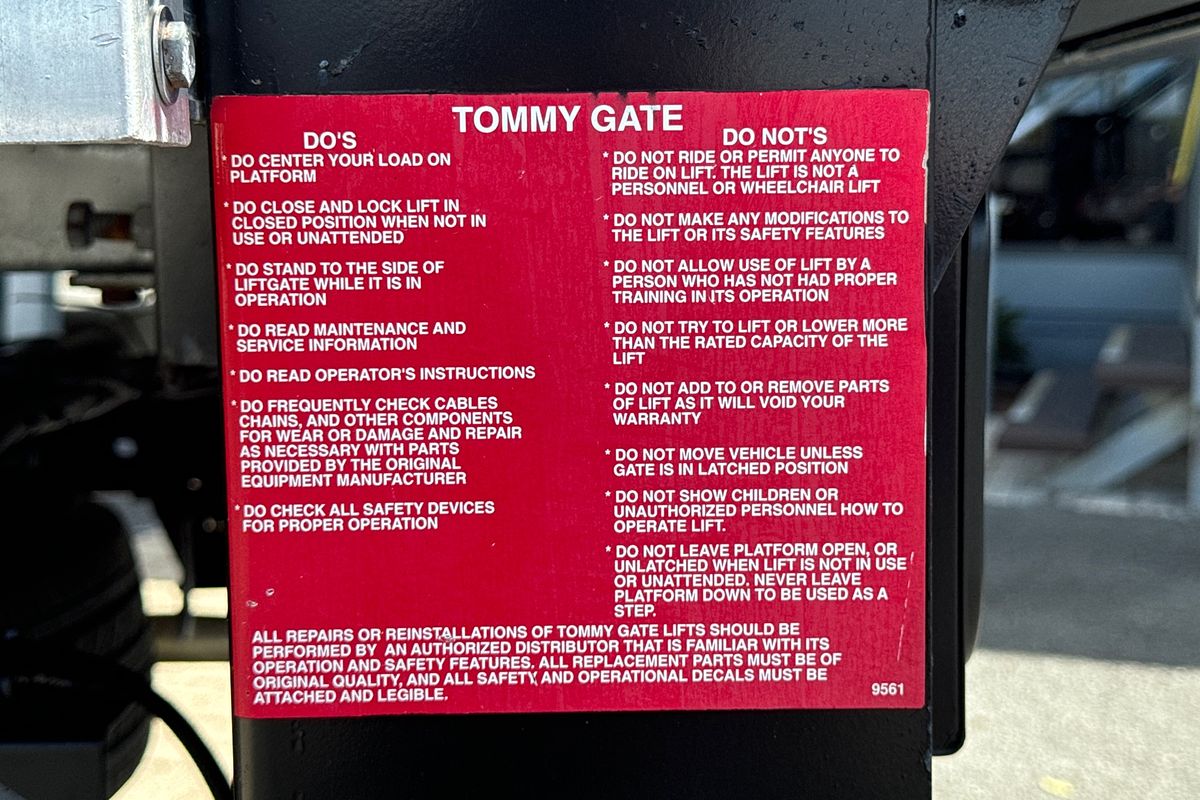 TOMMY GATE
DO'S
* DO CENTER YOUR LOAD ON
PLATFORM
* DO CLOSE AND LOCK LIFT IN
CLOSED POSITION WHEN NOT IN
USE OR UNATTENDED
* DO STAND TO THE SIDE OF
LIFTGATE WHILE IT IS IN
OPERATION
* DO READ MAINTENANCE AND
SERVICE INFORMATION
* DO READ OPERATOR'S INSTRUCTIONS
* DO FREQUENTLY CHECK CABLES
CHAINS, AND OTHER COMPONENTS
FOR WEAR OR DAMAGE AND REPAIR
AS NECESSARY WITH PARTS
PROVIDED BY THE ORIGINAL
EQUIPMENT MANUFACTURER
* DO CHECK ALL SAFETY DEVICES
FOR PROPER OPERATION
DO NOT'S
* DO NOT RIDE OR PERMIT ANYONE TO
RIDE ON LIFT. THE LIFT IS NOT A
PERSONNEL OR WHEELCHAIR LIFT
* DO NOT MAKE ANY MODIFICATIONS TO
THE LIFT OR ITS SAFETY FEATURES
* DO NOT ALLOW USE OF LIFT BY A
PERSON WHO HAS NOT HAD PROPER
TRAINING IN ITS OPERATION
* DO NOT TRY TO LIFT OR LOWER MORE
THAN THE RATED CAPACITY OF THE
LIFT
* DO NOT ADD TO OR REMOVE PARTS
OF LIFT AS IT WILL VOID YOUR
WARRANTY
* DO NOT MOVE VEHICLE UNLESS
GATE IS IN LATCHED POSITION
* DO NOT SHOW CHILDREN OR
UNAUTHORIZED PERSONNEL HOW TO
OPERATE LIFT.
* DO NOT LEAVE PLATFORM OPEN, OR
UNLATCHED WHEN LIFT IS NOT IN USE
OR UNATTENDED. NEVER LEAVE
PLATFORM DOWN TO BE USED AS A
STEP.
ALL REPAIRS OR REINSTALLATIONS OF TOMMY GATE LIFTS SHOULD BE
PERFORMED BY AN AUTHORIZED DISTRIBUTOR THAT IS FAMILIAR WITH ITS
OPERATION AND SAFETY FEATURES. ALL REPLACEMENT PARTS MUST BE OF
ORIGINAL QUALITY, AND ALL SAFETY, AND OPERATIONAL DECALS MUST BE
ATTACHED AND LEGIBLE.
9561